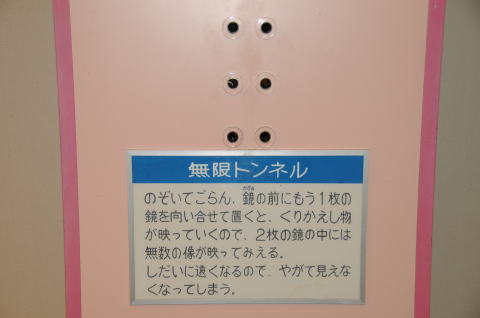 無限トンネル
のぞいてごらん、鏡の前にもう1枚の
鏡を向い合せて置くと、くりかえし物
が映っていくので、2枚の鏡の中には
無数の像が映ってみえる。
しだいに遠くなるので、やがて見えな
くなってしまう。